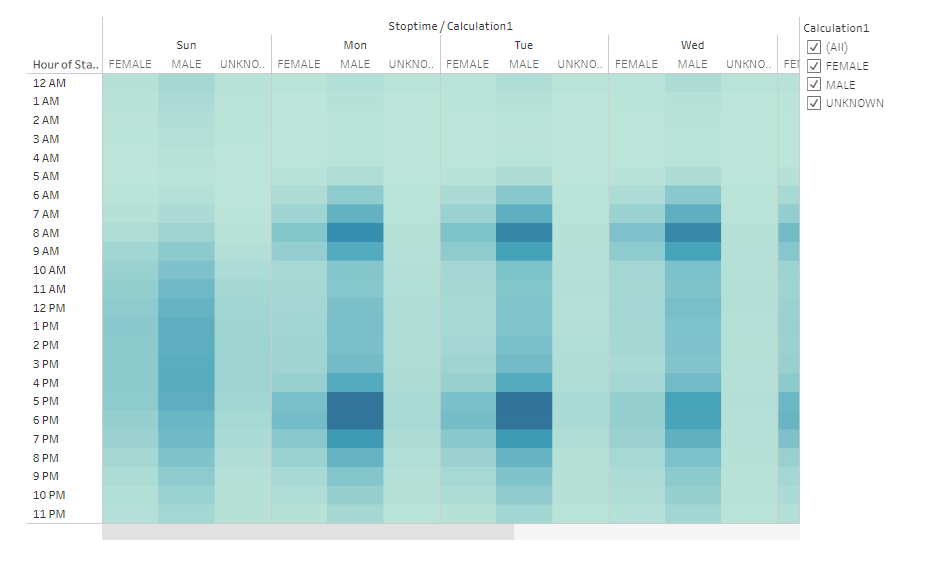 Stoptime / Calculation1
Sun Mon Tue Wed
Hour of Sta.. FEMALE MALE UNKNO.. FEMALE MALE UNKNO.. FEMALE MALE UNKNO.. FEMALE MALE UNKNO.. FEI
12 AM
1 AM
2 AM
3 AM
4 AM
5 AM
6 AM
7 AM
8 AM
9 AM
10 AM
11 AM
12 PM
1 PM
2 PM
3 PM
4 PM
5 PM
6 PM
7 PM
8 PM
9 PM
10 PM
11 PM
Calculation1
(All)
FEMALE
MALE
UNKNOWN